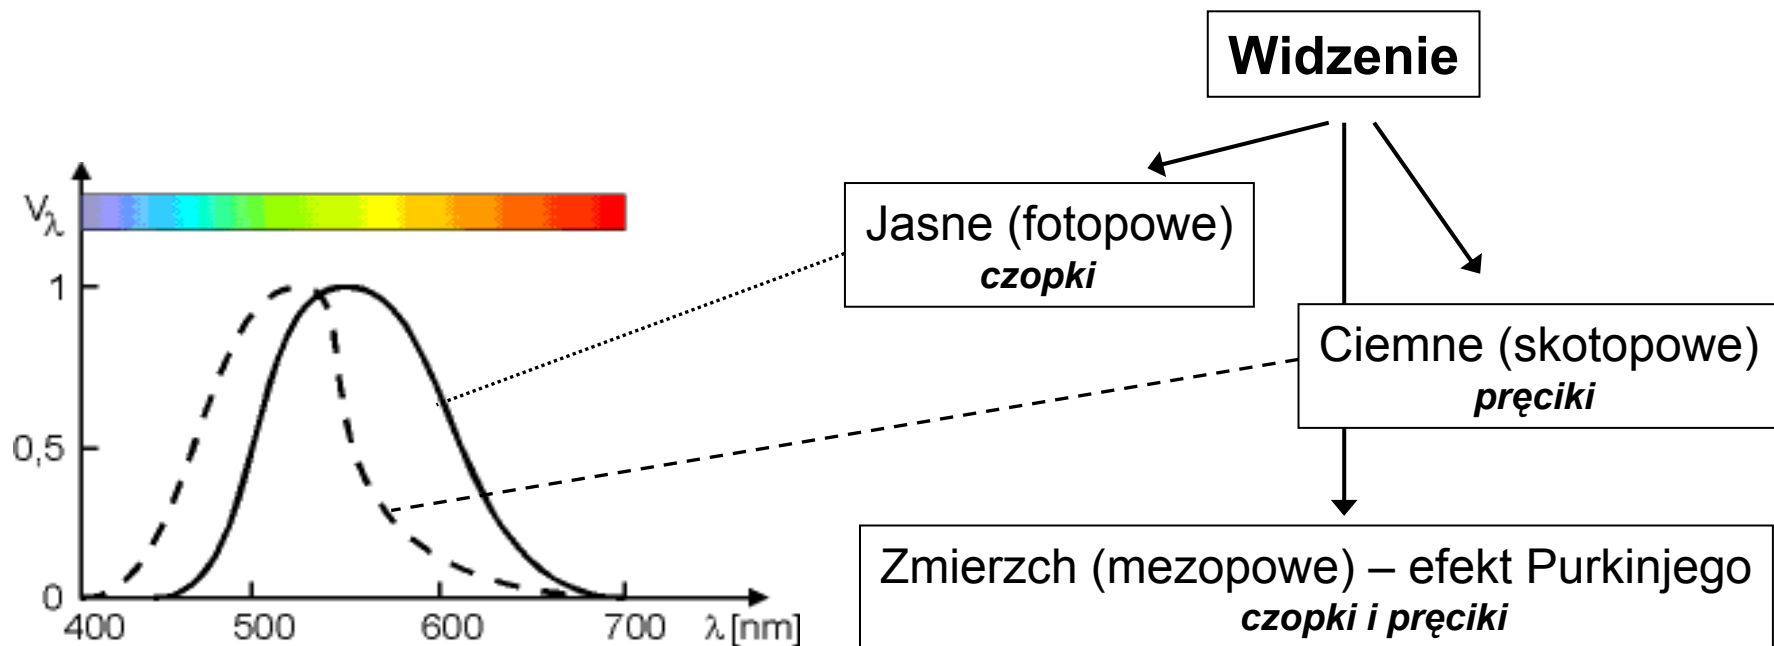 Widzenie
Jasne (fotopowe)
czopki
Ciemne (skotopowe)
pręciki
Zmierzch (mezopowe) – efekt Purkinjego
czopki i pręciki
Vλ
1
0,5
0
400 500 600 700 λ [nm]